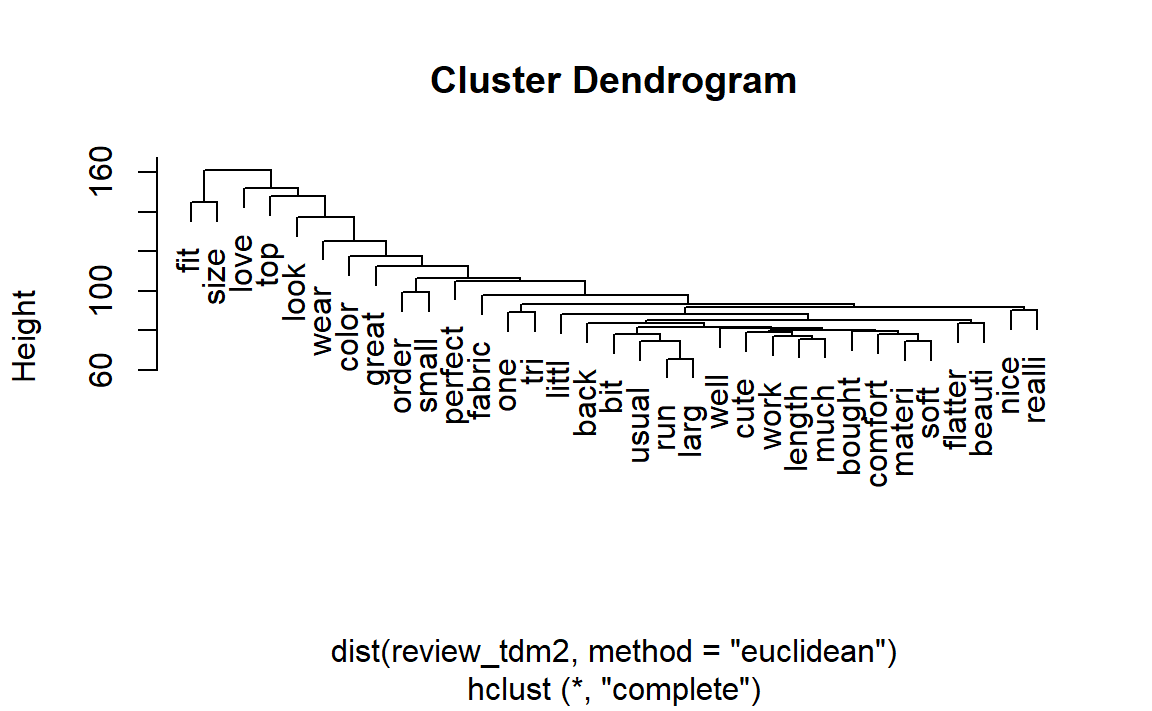 Cluster Dendrogram
Height
160
100
60
fit
size
love
top
look
wear
color
great
order
small
perfect
fabric
one
tri
littl
back
bit
usual
run
larg
well
cute
work
length
much
bought
comfort
materi
soft
flatter
beauti
nice
realli
dist(review_tdm2, method = "euclidean")
hclust (*, "complete")